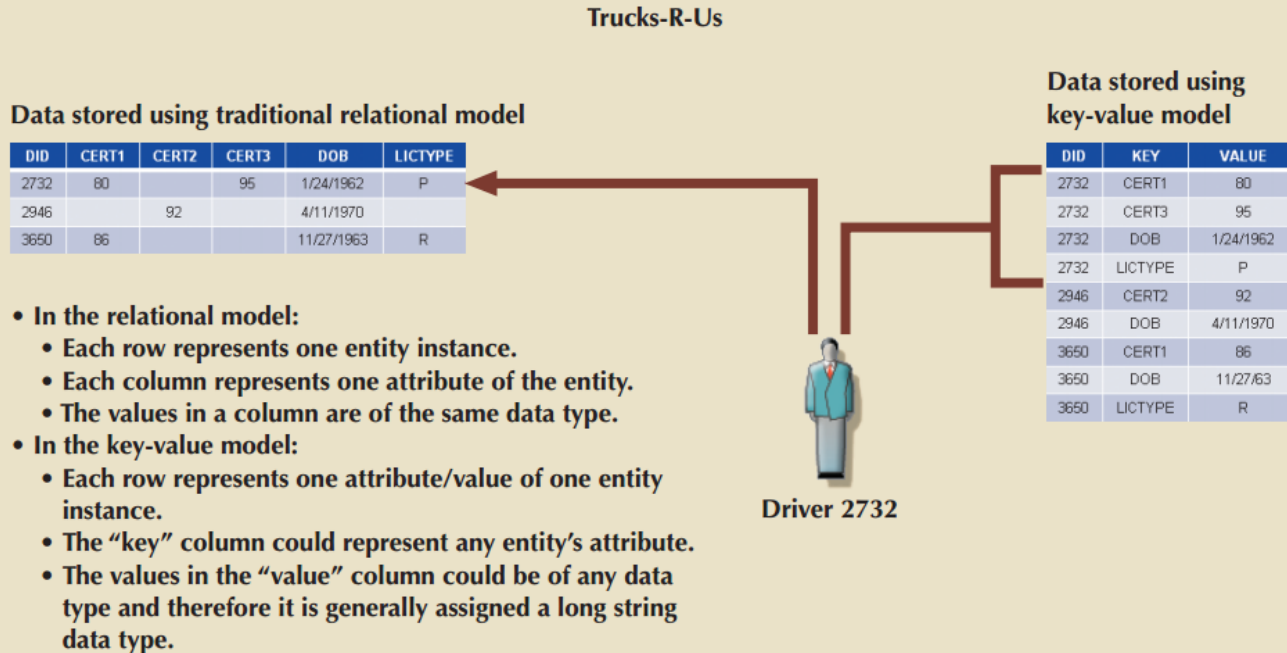 Trucks-R-Us
Data stored using traditional relational model
DID CERT1 CERT2 CERT3 DOB LICTYPE
2732 80 95 1/24/1962 P
2946 92 4/11/1970
3650 86 11/27/1963 R
• In the relational model:
• Each row represents one entity instance.
• Each column represents one attribute of the entity.
• The values in a column are of the same data type.
• In the key-value model:
• Each row represents one attribute/value of one entity
instance.
• The “key” column could represent any entity’s attribute.
• The values in the “value” column could be of any data
type and therefore it is generally assigned a long string
data type.
Driver 2732
Data stored using
key-value model
DID KEY VALUE
2732 CERT1 80
2732 CERT3 95
2732 DOB 1/24/1962
2732 LICTYPE P
2946 CERT2 92
2946 DOB 4/11/1970
3650 CERT1 86
3650 DOB 11/27/63
3650 LICTYPE R